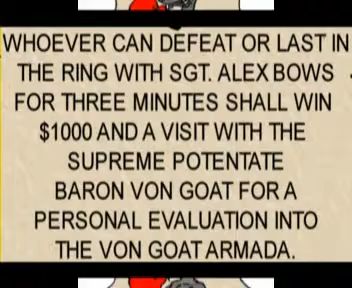 WHOEVER CAN DEFEAT OR LAST IN
THE RING WITH SGT. ALEX BOWS
FOR THREE MINUTES SHALL WIN
$1000 AND A VISIT WITH THE
SUPREME POTENTATE
BARON VON GOAT FOR A
PERSONAL EVALUATION INTO
THE VON GOAT ARMADA.